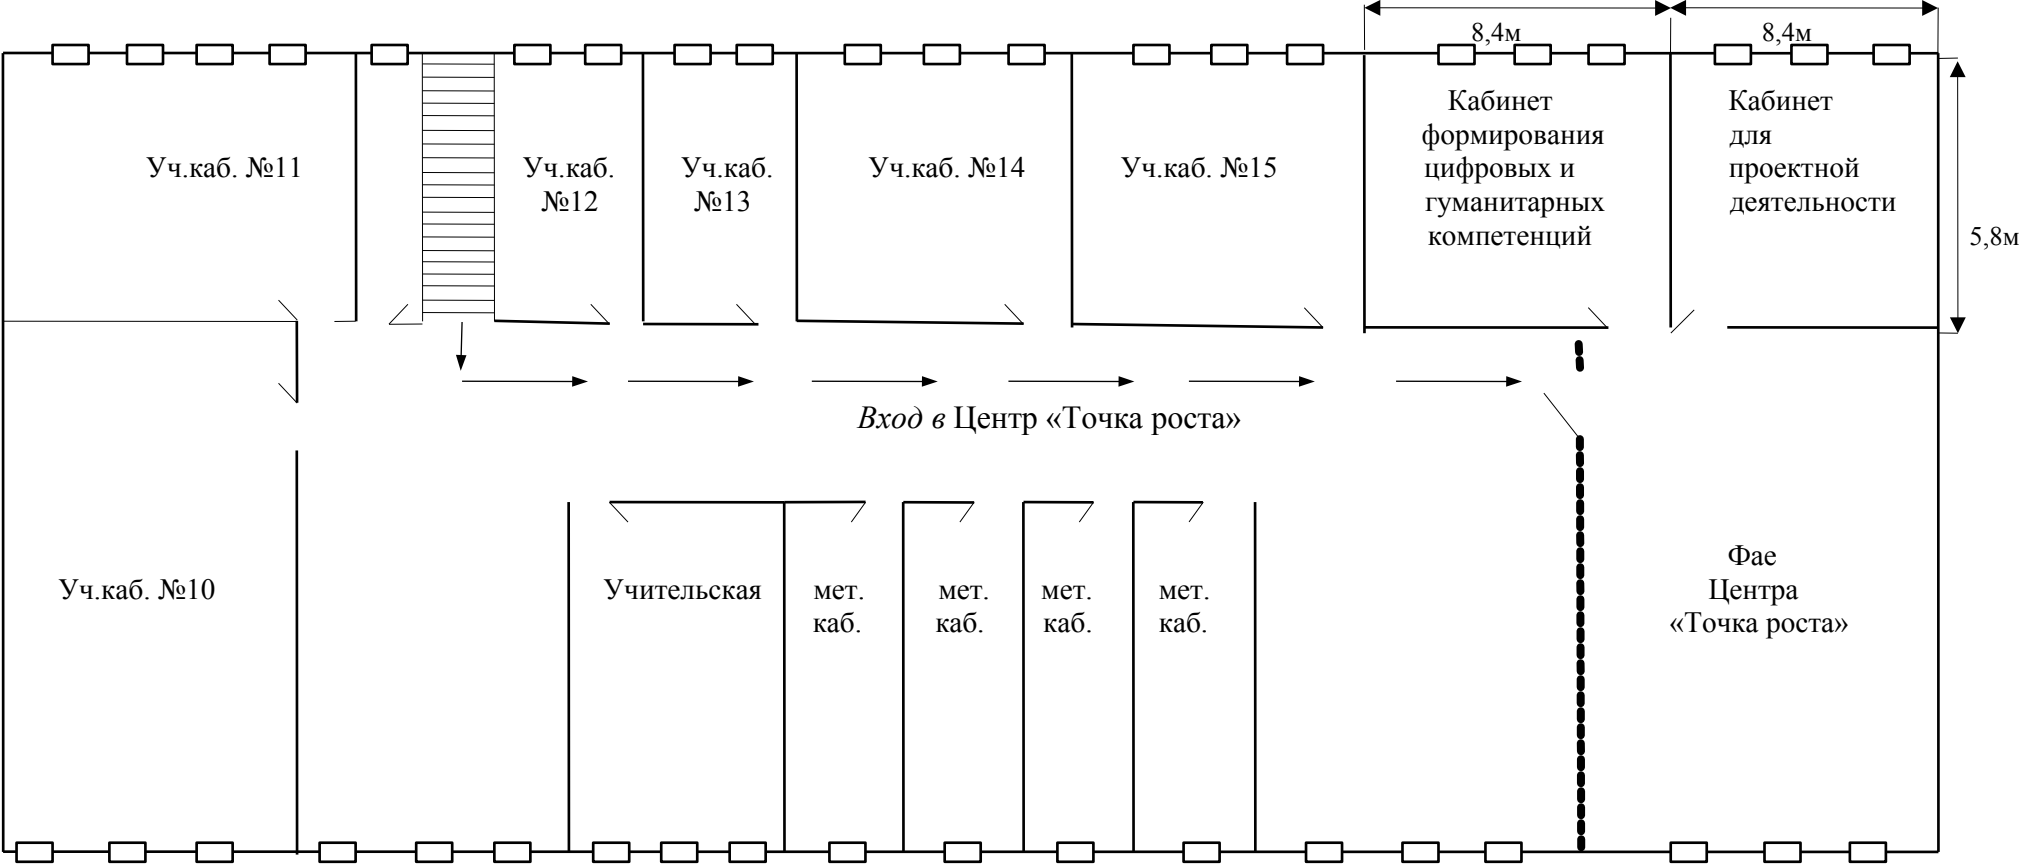 8,4м
8,4м
Уч.каб. №11
Уч.каб.
№12
Уч.каб.
№13
Уч.каб. №14
Уч.каб. №15
Кабинет
формирования
цифровых и
гуманитарных
компетенций
Кабинет
для
проектной
деятельности
5,8м
Вход в Центр «Точка роста»
Уч.каб. №10
Учительская
мет.
каб.
мет.
каб.
мет.
каб.
мет.
каб.
Фае
Центра
«Точка роста»